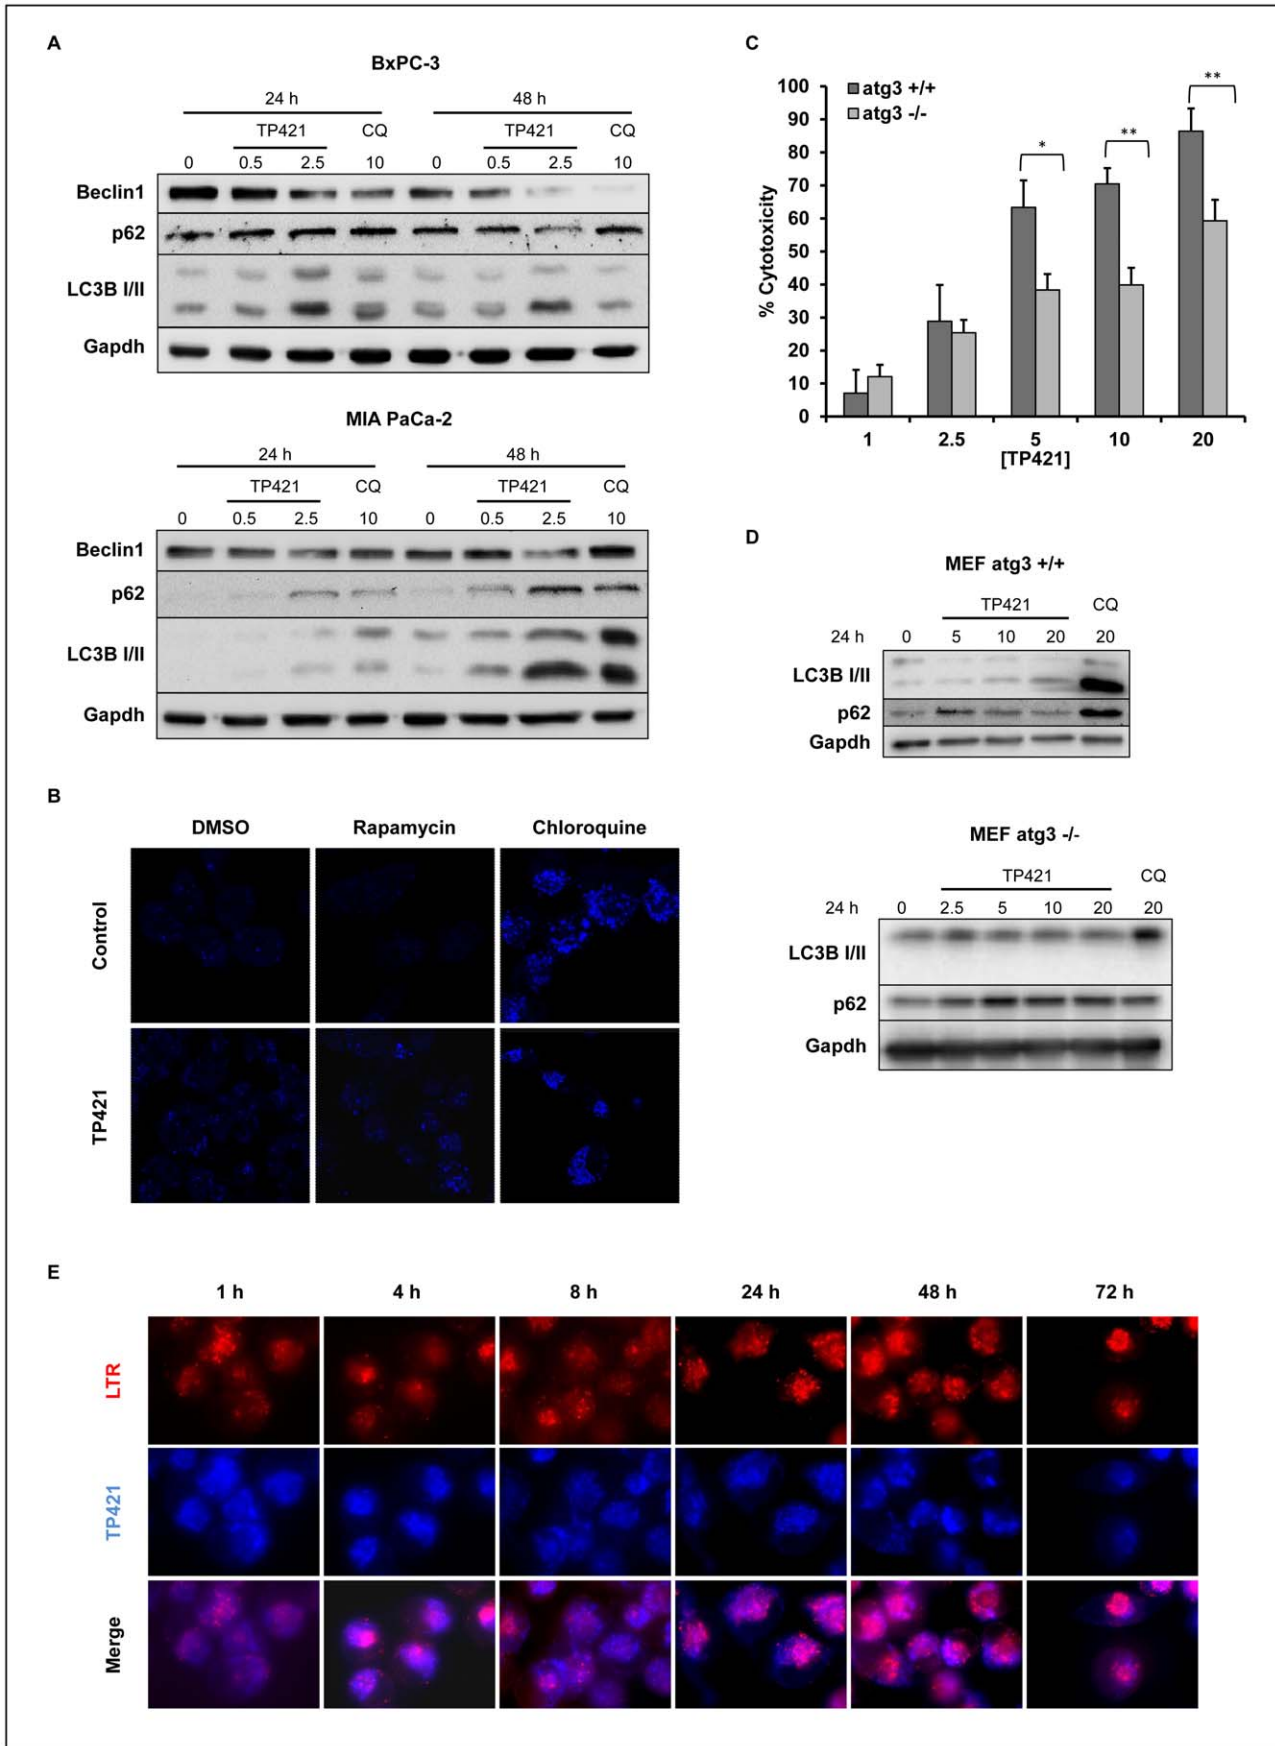 A
BxPC-3
24 h 48 h
TP421 CQ TP421 CQ
0 0.5 2.5 10 0 0.5 2.5 10
Beclin1
p62
LC3B I/II
Gapdh
MIA PaCa-2
24 h 48 h
TP421 CQ TP421 CQ
0 0.5 2.5 10 0 0.5 2.5 10
Beclin1
p62
LC3B I/II
Gapdh
B
DMSO Rapamycin Chloroquine
Control
TP421
C
% Cytotoxicity
100
90
80
70
60
50
40
30
20
10
0
atg3 +/+
atg3 -/-
* ** **
1 2.5 5 10 20
[TP421]
D
MEF atg3 +/+
TP421 CQ
24 h 0 5 10 20 20
LC3B I/II
p62
Gapdh
MEF atg3 -/-
TP421 CQ
24 h 0 2.5 5 10 20 20
LC3B I/II
p62
Gapdh
E
1 h 4 h 8 h 24 h 48 h 72 h
LTR
TP421
Merge